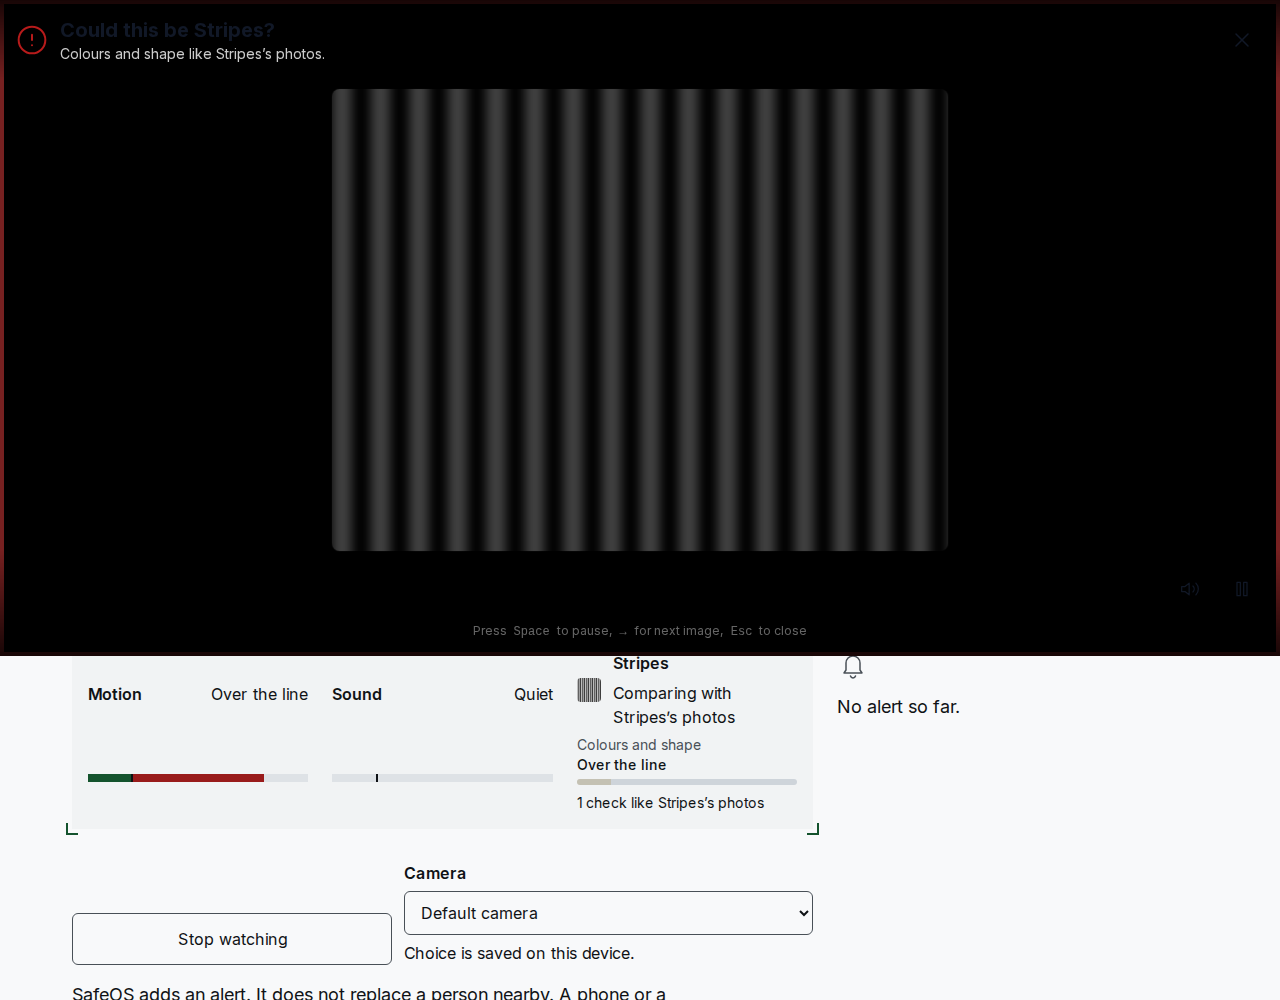 Could this be Stripes?
Colours and shape like Stripes’s photos.
Press Space to pause, → for next image, Esc to close
Motion
Over the line
Sound
Quiet
Stripes
Comparing with
Stripes’s photos
Colours and shape
Over the line
1 check like Stripes’s photos
No alert so far.
Camera
Default camera
Stop watching
Choice is saved on this device.
SafeOS adds an alert. It does not replace a person nearby. A phone or a